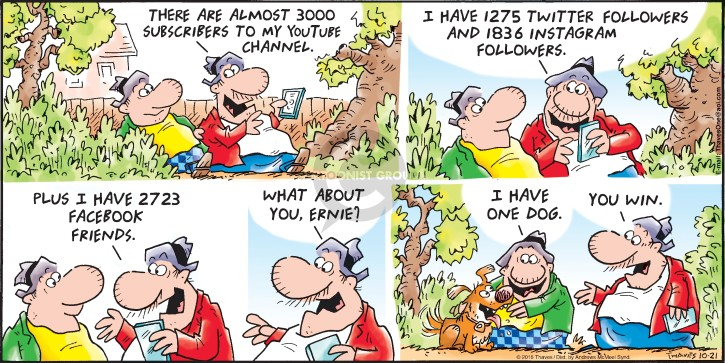 THERE ARE ALMOST 3000
SUBSCRIBERS TO MY YOUTUBE
CHANNEL.
I HAVE 1275 TWITTER FOLLOWERS
AND 1836 INSTAGRAM
FOLLOWERS.
PLUS I HAVE 2723
FACEBOOK
FRIENDS.
WHAT ABOUT
YOU, ERNIE?
I HAVE
ONE DOG.
YOU WIN.